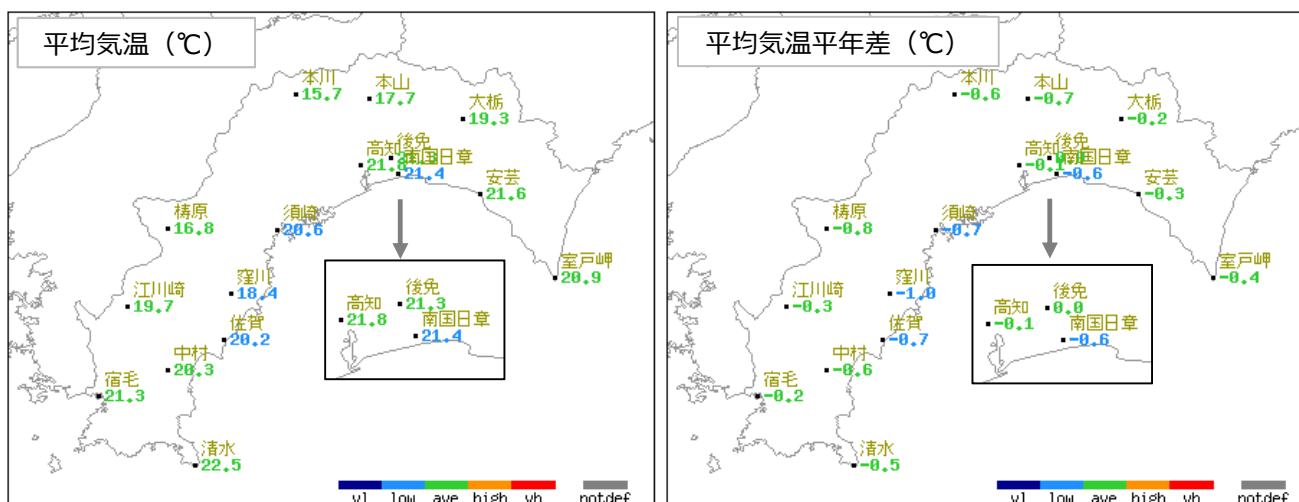 平均気温（℃）
本川
15.7
本山
17.7
大栃
19.3
後免
高知
21.8
南国日章
21.4
安芸
21.6
梼原
16.8
須崎
20.6
室戸岬
20.9
窪川
18.4
江川崎
19.7
佐賀
20.2
中村
20.3
宿毛
21.3
清水
22.5
後免
21.3
高知
21.8
南国日章
21.4
vl low ave high vh notdef
平均気温平年差（℃）
本川
-0.6
本山
-0.7
大栃
-0.2
後免
高知
-0.1
南国日章
-0.6
安芸
-0.3
梼原
-0.8
須崎
-0.7
室戸岬
-0.4
窪川
-1.0
江川崎
-0.3
佐賀
-0.7
中村
-0.6
宿毛
-0.2
清水
-0.5
後免
0.0
高知
-0.1
南国日章
-0.6
vl low ave high vh notdef